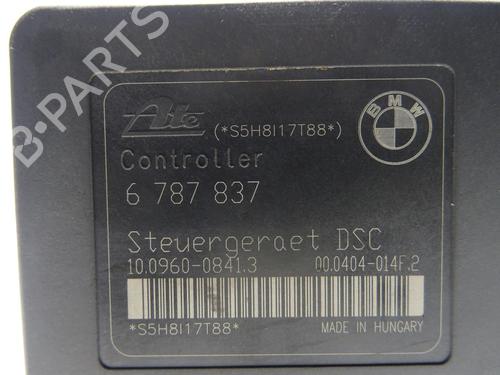 B-PARTS
Ate (*S5H8I17T88*)
BMW
Controller
6 787 837
Steuergeraet DSC
10.0960-0841.3 00.0404-014F.2
*S5H8I17T88* MADE IN HUNGARY